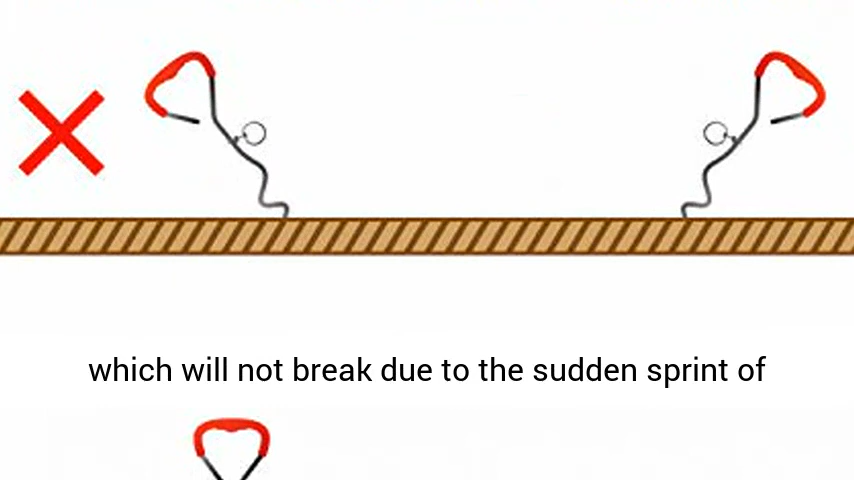 which will not break due to the sudden sprint of